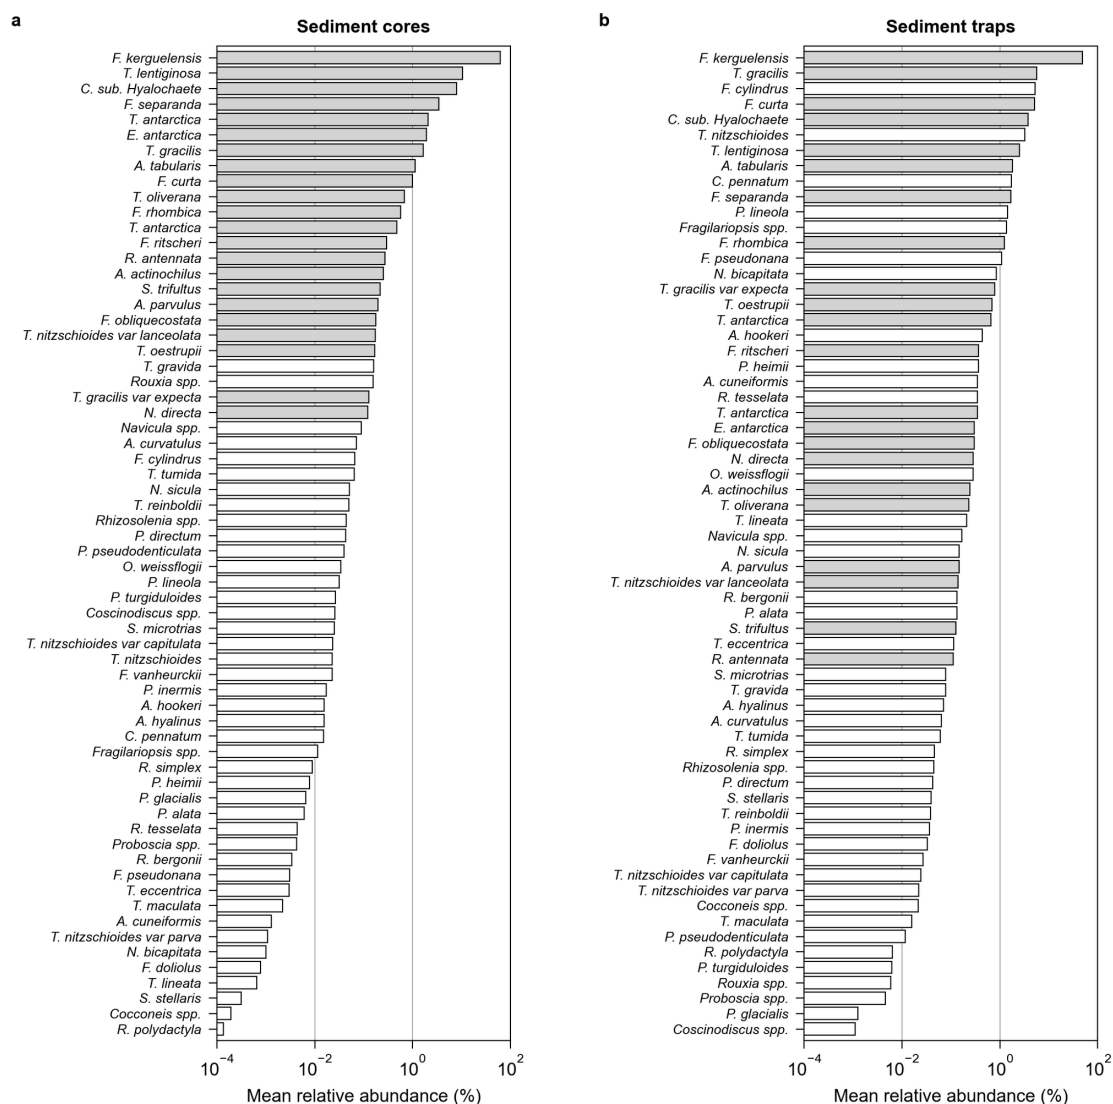 a
Sediment cores
F. kerguelensis
T. lentiginosa
C. sub. Hyalochaete
F. separanda
T. antarctica
E. antarctica
T. gracilis
A. tabularis
F. curta
T. oliverana
F. rhombica
T. antarctica
F. ritscheri
R. antennata
A. actinochilus
S. trifultus
A. parvulus
F. obliquecostata
T. nitzschioides var lanceolata
T. oestrupii
T. gravida
Rouxia spp.
T. gracilis var expecta
N. directa
Navicula spp.
A. curvatulus
F. cylindrus
T. tumida
N. sicula
T. reinboldii
Rhizosolenia spp.
P. directum
P. pseudodenticulata
O. weissflogii
P. lineola
P. turgiduloides
Coscinodiscus spp.
S. microtrias
T. nitzschioides var capitulata
T. nitzschioides
F. vanheurckii
P. inermis
A. hookeri
A. hyalinus
C. pennatum
Fragilariopsis spp.
R. simplex
P. heimii
P. glacialis
P. alata
R. tesselata
Proboscia spp.
R. bergonii
F. pseudonana
T. eccentrica
T. maculata
A. cuneiformis
T. nitzschioides var parva
N. bicapitata
F. doliolus
T. lineata
S. stellaris
Cocconeis spp.
R. polydactyla
10−4 10−2 100 102
Mean relative abundance (%)
b
Sediment traps
F. kerguelensis
T. gracilis
F. cylindrus
F. curta
C. sub. Hyalochaete
T. nitzschioides
T. lentiginosa
A. tabularis
C. pennatum
F. separanda
P. lineola
Fragilariopsis spp.
F. rhombica
F. pseudonana
N. bicapitata
T. gracilis var expecta
T. oestrupii
T. antarctica
A. hookeri
F. ritscheri
P. heimii
A. cuneiformis
R. tesselata
T. antarctica
E. antarctica
F. obliquecostata
N. directa
O. weissflogii
A. actinochilus
T. oliverana
T. lineata
Navicula spp.
N. sicula
A. parvulus
T. nitzschioides var lanceolata
R. bergonii
P. alata
S. trifultus
T. eccentrica
R. antennata
S. microtrias
T. gravida
A. hyalinus
A. curvatulus
T. tumida
R. simplex
Rhizosolenia spp.
P. directum
S. stellaris
T. reinboldii
P. inermis
F. doliolus
F. vanheurckii
T. nitzschioides var capitulata
T. nitzschioides var parva
Cocconeis spp.
T. maculata
P. pseudodenticulata
R. polydactyla
P. turgiduloides
Rouxia spp.
Proboscia spp.
P. glacialis
Coscinodiscus spp.
10−4 10−2 100 102
Mean relative abundance (%)